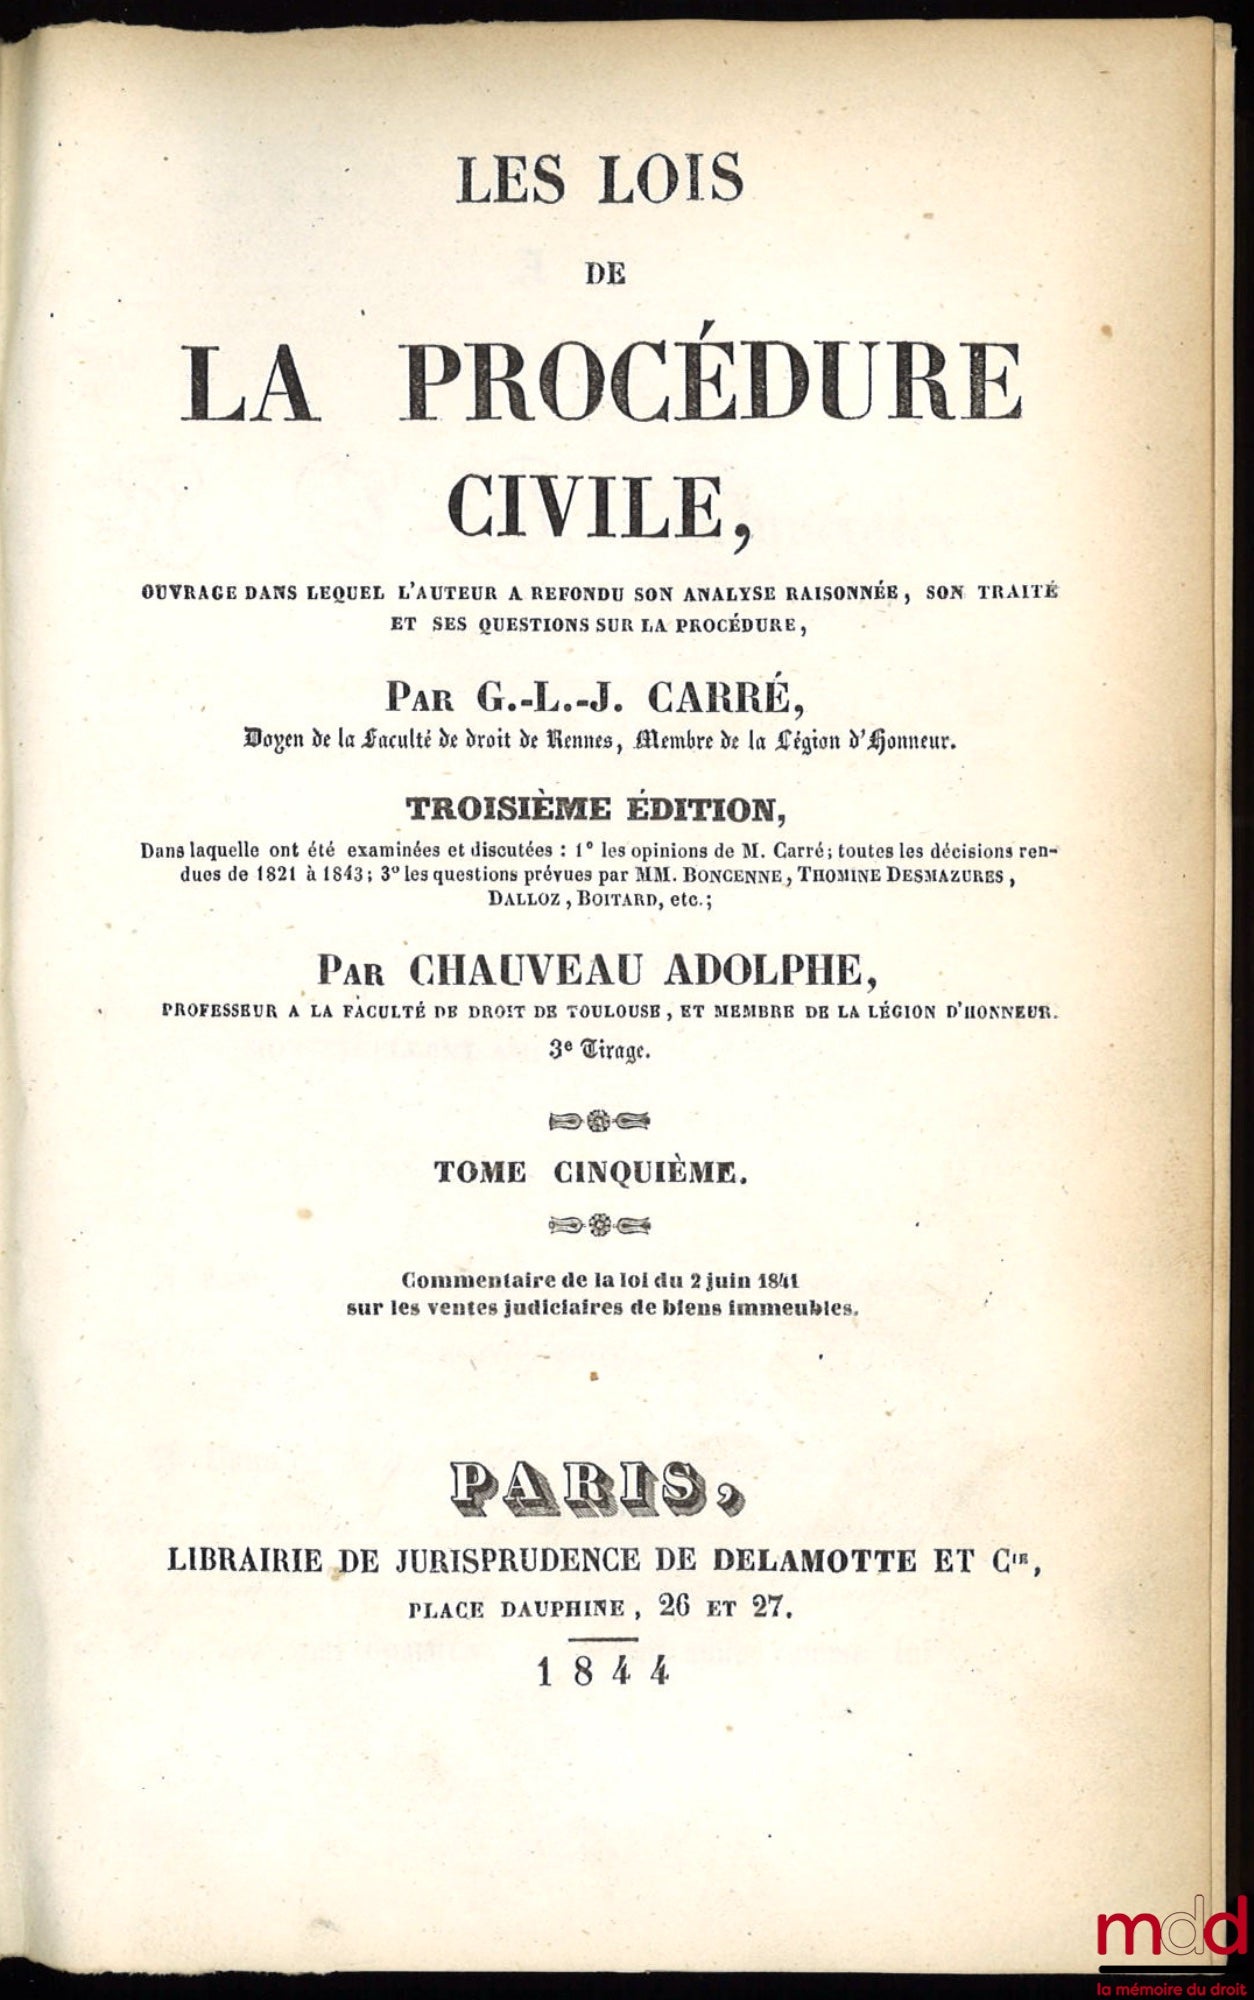 LES LOIS
DE
LA PROCÉDURE
CIVILE,
OUVRAGE DANS LEQUEL L'AUTEUR A REFONDU SON ANALYSE RAISONNÉE, SON TRAITÉ
ET SES QUESTIONS SUR LA PROCÉDURE,
PAR G.-L.-J. CARRÉ,
Doyen de la Faculté de droit de Rennes, Membre de la Légion d'Honneur.
TROISIÈME ÉDITION,
Dans laquelle ont été examinées et discutées : 1° les opinions de M. Carré; toutes les décisions ren-
dues de 1821 à 1843; 3° les questions prévues par MM. BONCENNE, THOMINE DESMAZURES,
DALLOZ, BOITARD, etc.;
PAR CHAUVEAU ADOLPHE,
PROFESSEUR A LA FACULTÉ DE DROIT DE TOULOUSE, ET MEMBRE DE LA LÉGION D'HONNEUR.
3e Tirage.
TOME CINQUIÈME.
Commentaire de la loi du 2 juin 1841
sur les ventes judiciaires de biens immeubles.
PARIS,
LIBRAIRIE DE JURISPRUDENCE DE DELAMOTTE ET CIE,
PLACE DAUPHINE, 26 ET 27.
1844
mdd
la mémoire du droit